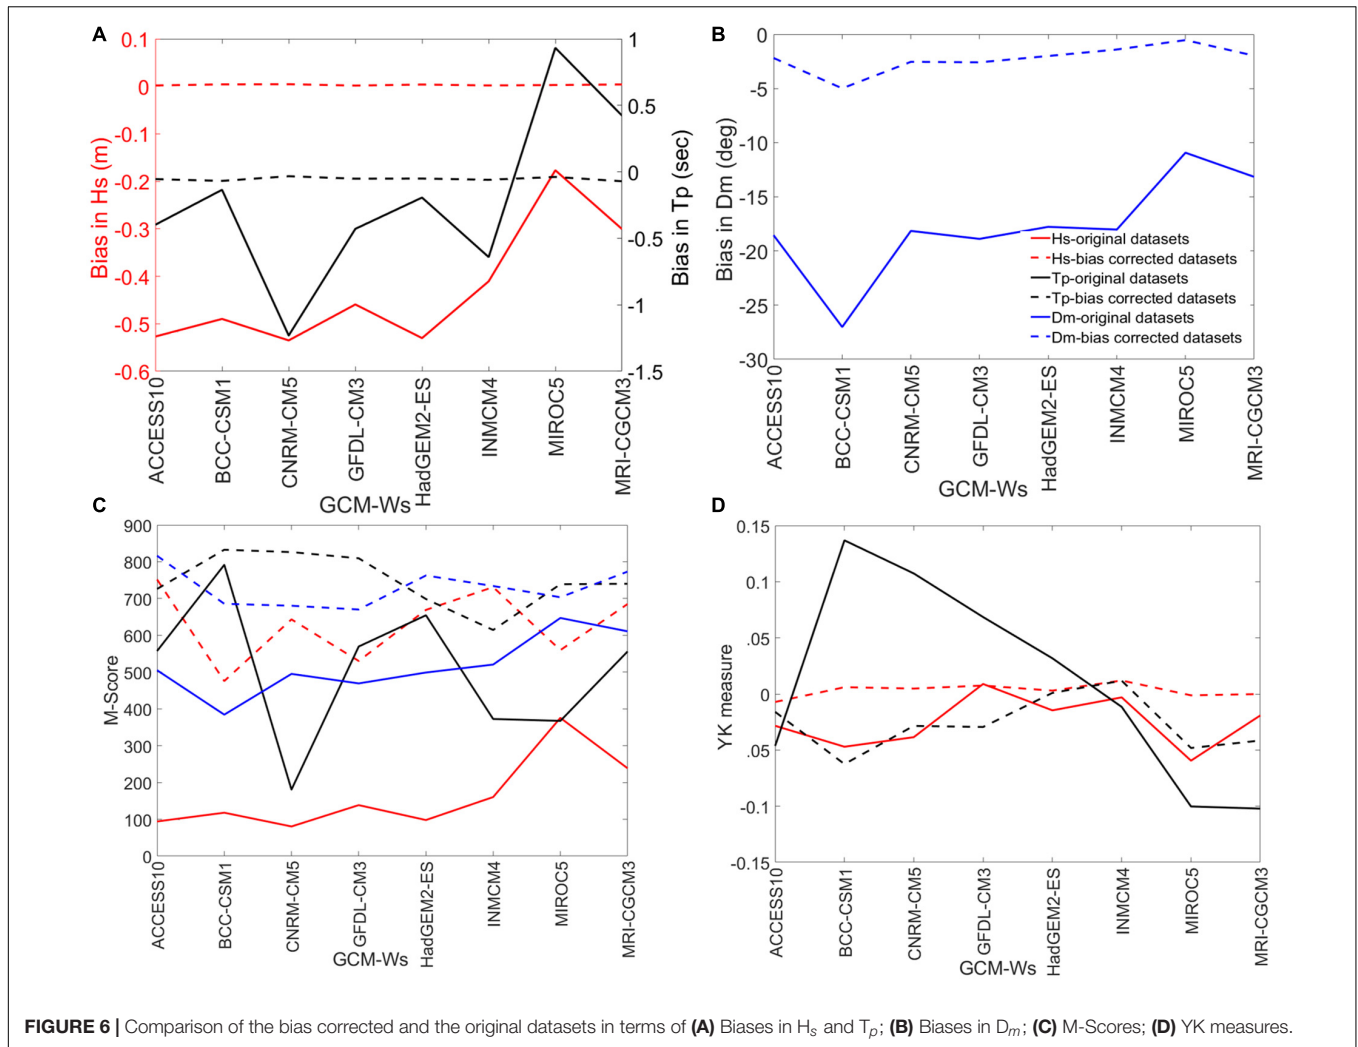 A
0.1
0
-0.1
-0.2
-0.3
-0.4
-0.5
-0.6
Bias in Hs (m)
1
0.5
0
-0.5
-1
-1.5
Bias in Tp (sec)
ACCESS10
BCC-CSM1
CNRM-CM5
GFDL-CM3
HadGEM2-ES
INMCM4
MIROC5
MRI-CGCM3
GCM-Ws
B
0
-5
-10
-15
-20
-25
-30
Bias in Dm (deg)
Hs-original datasets
Hs-bias corrected datasets
Tp-original datasets
Tp-bias corrected datasets
Dm-original datasets
Dm-bias corrected datasets
ACCESS10
BCC-CSM1
CNRM-CM5
GFDL-CM3
HadGEM2-ES
INMCM4
MIROC5
MRI-CGCM3
GCM-Ws
C
900
800
700
600
500
400
300
200
100
0
M-Score
ACCESS10
BCC-CSM1
CNRM-CM5
GFDL-CM3
HadGEM2-ES
INMCM4
MIROC5
MRI-CGCM3
GCM-Ws
D
0.15
0.1
.05
0
.05
-0.1
-0.15
YK measure
ACCESS10
BCC-CSM1
CNRM-CM5
GFDL-CM3
HadGEM2-ES
INMCM4
MIROC5
MRI-CGCM3
GCM-Ws
FIGURE 6 | Comparison of the bias corrected and the original datasets in terms of (A) Biases in Hs and Tp; (B) Biases in Dm; (C) M-Scores; (D) YK measures.